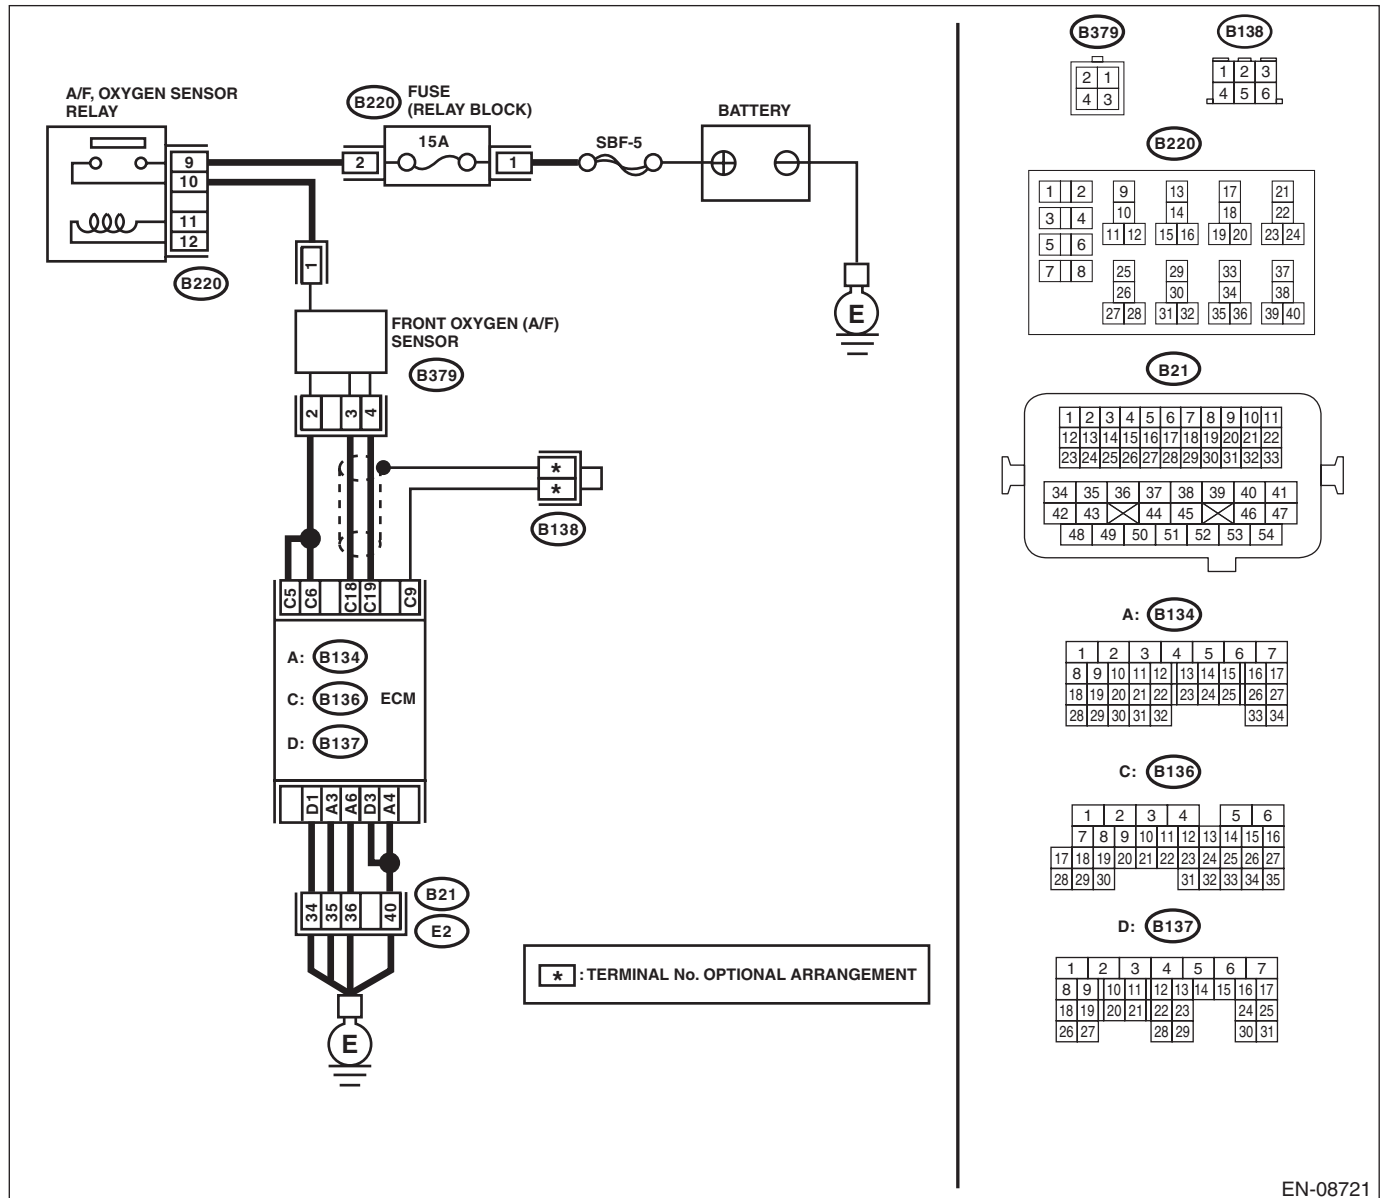 A/F, OXYGEN SENSOR
RELAY
B220
FUSE
(RELAY BLOCK)
15A
SBF-5
BATTERY
9
10
11
12
2
1
B220
1
E
FRONT OXYGEN (A/F)
SENSOR
B379
2 3 4
*
*
B138
C5 C6 C18 C19 C9
A: B134
C: B136 ECM
D: B137
D1 A3 A6 D3 A4
34 35 36 40
B21
E2
E
* : TERMINAL No. OPTIONAL ARRANGEMENT
B379
2 1
4 3
B138
1 2 3
4 5 6
B220
1 2 9 13 17 21
3 4 10 14 18 22
5 6 11 12 15 16 19 20 23 24
7 8 25 29 33 37
26 30 34 38
27 28 31 32 35 36 39 40
B21
1 2 3 4 5 6 7 8 9 10 11
12 13 14 15 16 17 18 19 20 21 22
23 24 25 26 27 28 29 30 31 32 33
34 35 36 37 38 39 40 41
42 43 44 45 46 47
48 49 50 51 52 53 54
A: B134
1 2 3 4 5 6 7
8 9 10 11 12 13 14 15 16 17
18 19 20 21 22 23 24 25 26 27
28 29 30 31 32 33 34
C: B136
1 2 3 4 5 6
7 8 9 10 11 12 13 14 15 16
17 18 19 20 21 22 23 24 25 26 27
28 29 30 31 32 33 34 35
D: B137
1 2 3 4 5 6 7
8 9 10 11 12 13 14 15 16 17
18 19 20 21 22 23 24 25
26 27 28 29 30 31
EN-08721